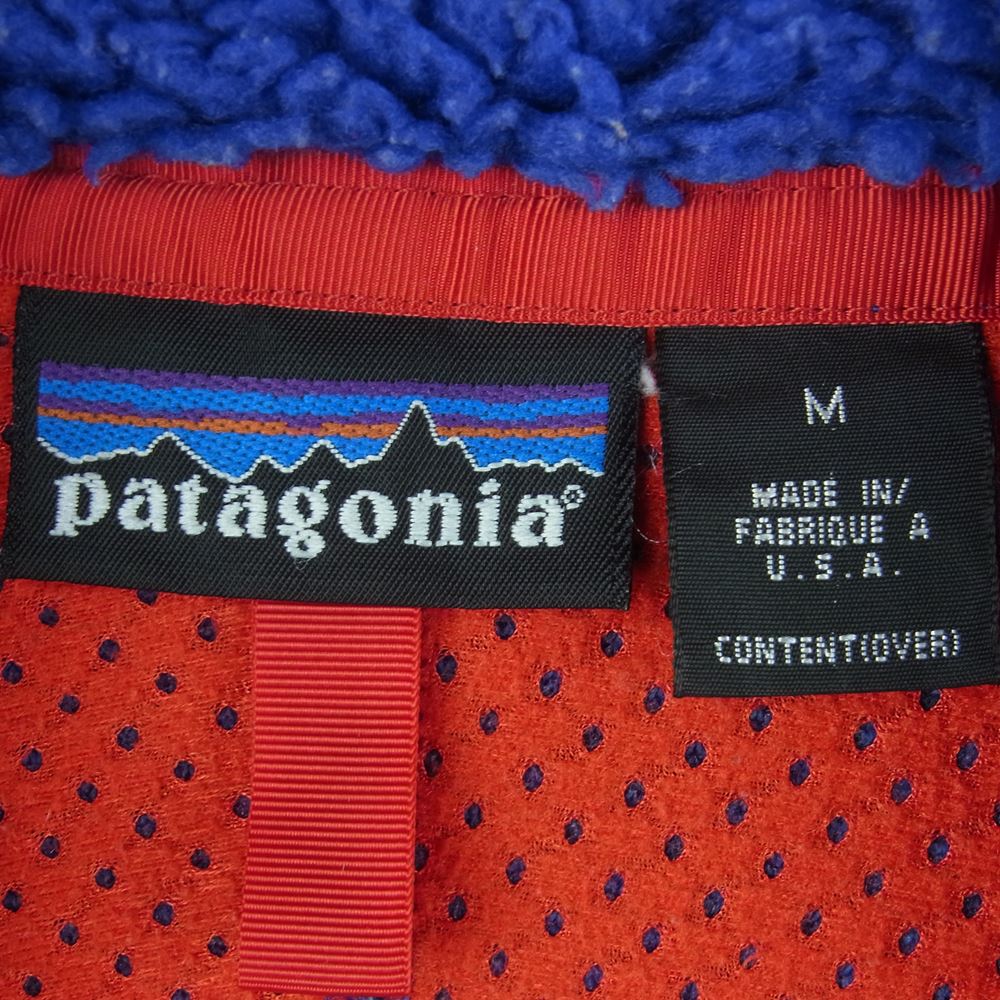 patagonia®
M
MADE IN/
FABRIQUE A
U.S.A.
CONTENT(OVER)